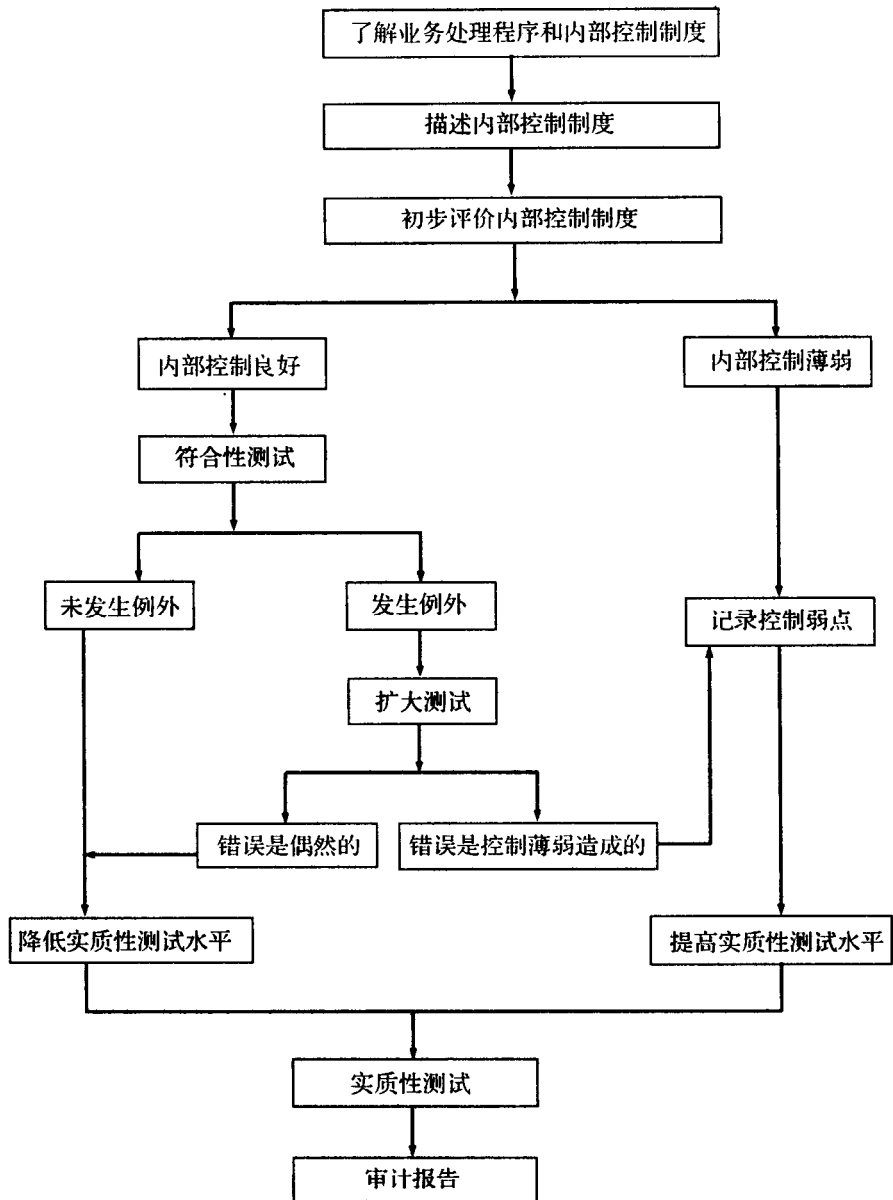 了解业务处理程序和内部控制制度
描述内部控制制度
初步评价内部控制制度
内部控制良好
内部控制薄弱
符合性测试
未发生例外
发生例外
记录控制弱点
扩大测试
错误是偶然的
错误是控制薄弱造成的
降低实质性测试水平
提高实质性测试水平
实质性测试
审计报告